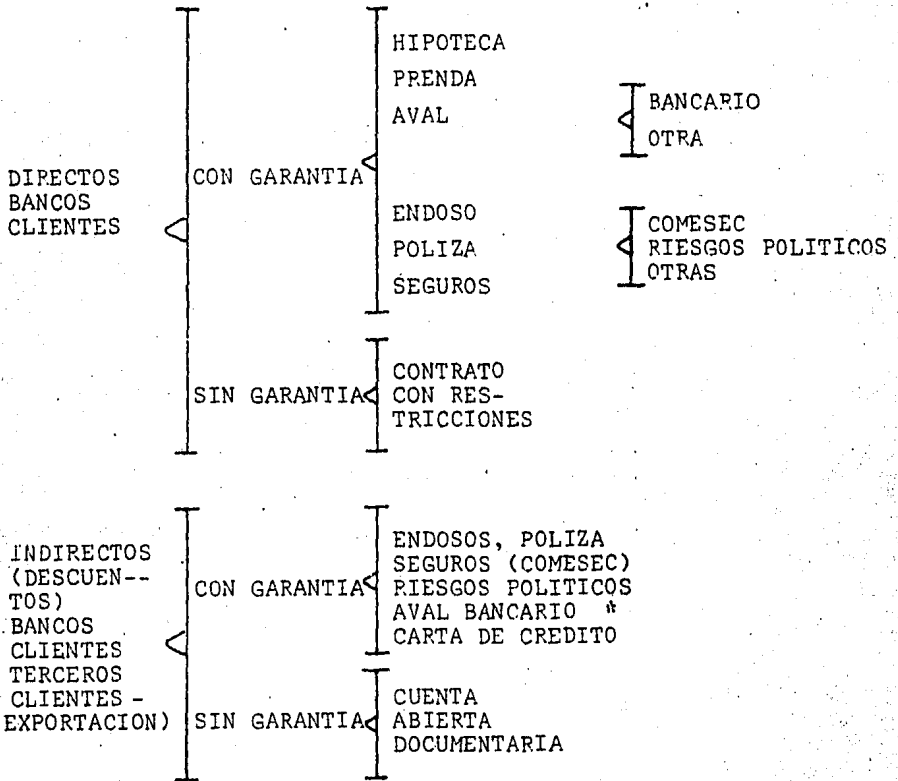 HIPOTECA
PRENDA
AVAL
BANCARIO
OTRA
DIRECTOS
BANCOS
CLIENTES
CON GARANTIA
ENDOSO
POLIZA
SEGUROS
COMESEC
RIESGOS POLITICOS
OTRAS
SIN GARANTIA
CONTRATO
CON RES-
TRICCIONES
INDIRECTOS
(DESCUEN--
TOS)
BANCOS
CLIENTES
TERCEROS
CLIENTES -
EXPORTACION)
CON GARANTIA
ENDOSOS, POLIZA
SEGUROS (COMESEC)
RIESGOS POLITICOS
AVAL BANCARIO *
CARTA DE CREDITO
SIN GARANTIA
CUENTA
ABIERTA
DOCUMENTARIA